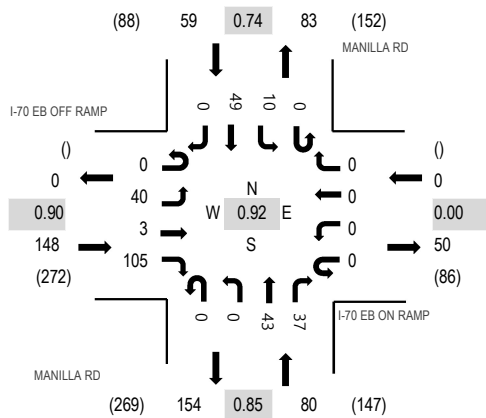 (88) 59 0.74 83 (152)
MANILLA RD
0 49 10 0
I-70 EB OFF RAMP
() ()
0 0 0 0
0.90 40 N 0 0.00
W 0.92 E
148 3 S 0 50
(272) 105 0 (86)
0 0 43 37
I-70 EB ON RAMP
MANILLA RD
(269) 154 0.85 80 (147)